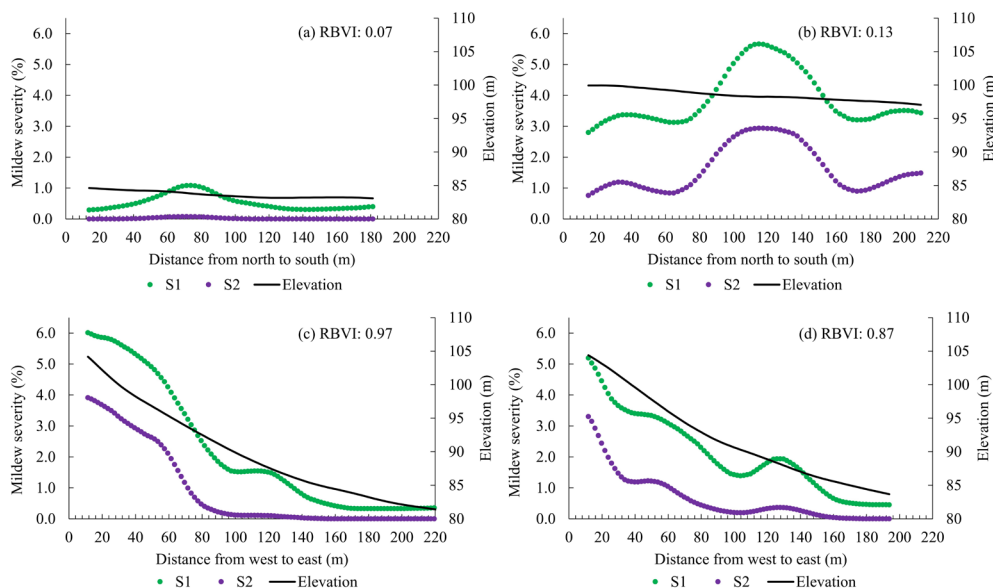 (a) RBVI: 0.07
Mildew severity (%)
6.0
5.0
4.0
3.0
2.0
1.0
0.0
110
105
100
95
90
85
80
Elevation (m)
0 20 40 60 80 100 120 140 160 180 200 220
Distance from north to south (m)
S1 S2 Elevation
(b) RBVI: 0.13
Mildew severity (%)
6.0
5.0
4.0
3.0
2.0
1.0
0.0
110
105
100
95
90
85
80
Elevation (m)
0 20 40 60 80 100 120 140 160 180 200 220
Distance from north to south (m)
S1 S2 Elevation
(c) RBVI: 0.97
Mildew severity (%)
6.0
5.0
4.0
3.0
2.0
1.0
0.0
110
105
100
95
90
85
80
Elevation (m)
0 20 40 60 80 100 120 140 160 180 200 220
Distance from west to east (m)
S1 S2 Elevation
(d) RBVI: 0.87
Mildew severity (%)
6.0
5.0
4.0
3.0
2.0
1.0
0.0
110
105
100
95
90
85
80
Elevation (m)
0 20 40 60 80 100 120 140 160 180 200 220
Distance from west to east (m)
S1 S2 Elevation